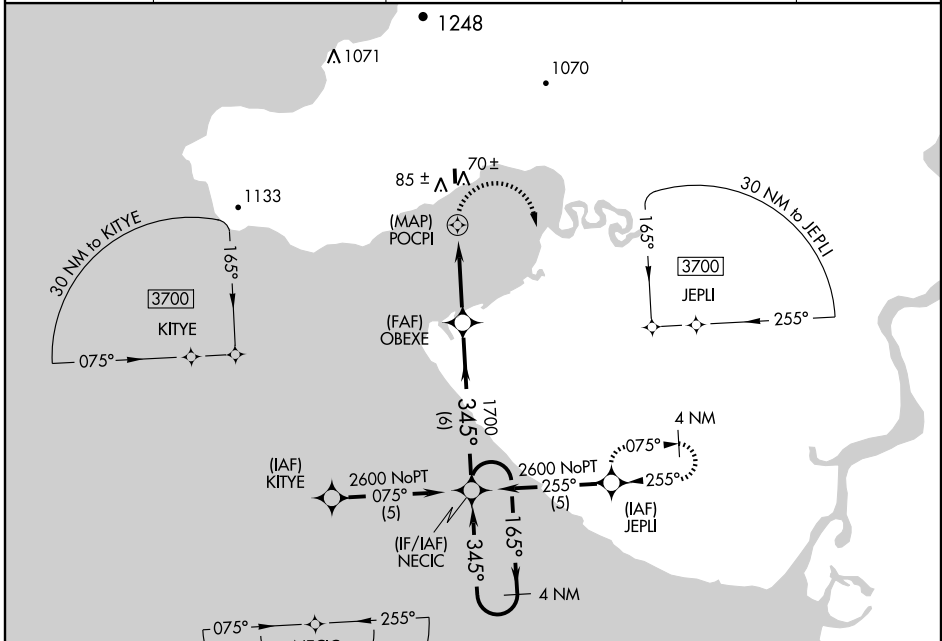 1248
1071
1070
85 ±
70 ±
1133
(MAP)
POCPI
30 NM to KITYE
165°
3700
KITYE
075°
30 NM to JEPLI
165°
3700
JEPLI
255°
(FAF)
OBEXE
1700
345°
(6)
4 NM
075°
255°
(IAF)
JEPLI
(IAF)
KITYE
2600 NoPT
075°
(5)
2600 NoPT
255°
(5)
(IF/IAF)
NECIC
345°
165°
4 NM
075°
255°